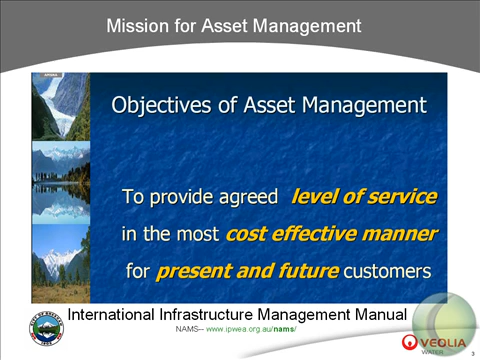 Mission for Asset Management
Objectives of Asset Management
To provide agreed level of service
in the most cost effective manner
for present and future customers
International Infrastructure Management Manual
NAMS-- www.ipwea.org.au/nams/
VEOLIA
WATER
3